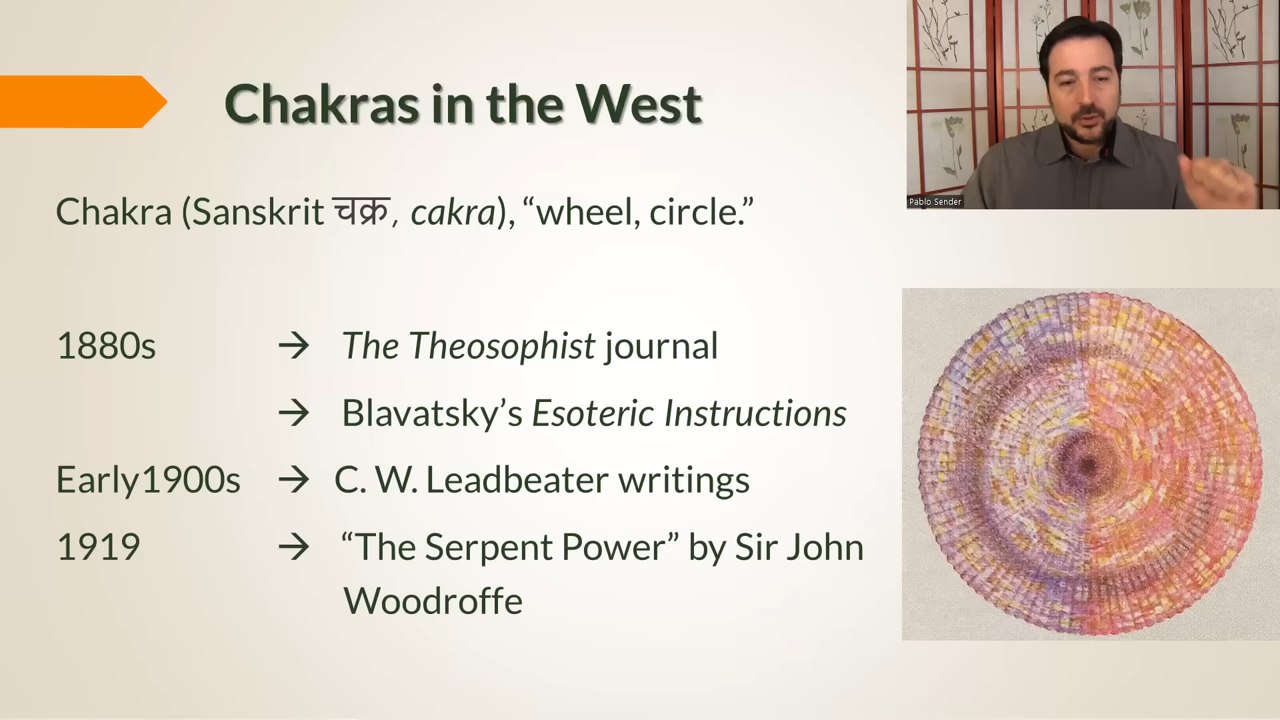 Chakras in the West
Pablo Sender
Chakra (Sanskrit चक्र, cakra), “wheel, circle.”
1880s → The Theosophist journal
→ Blavatsky’s Esoteric Instructions
Early1900s → C. W. Leadbeater writings
1919 → “The Serpent Power” by Sir John
Woodroffe